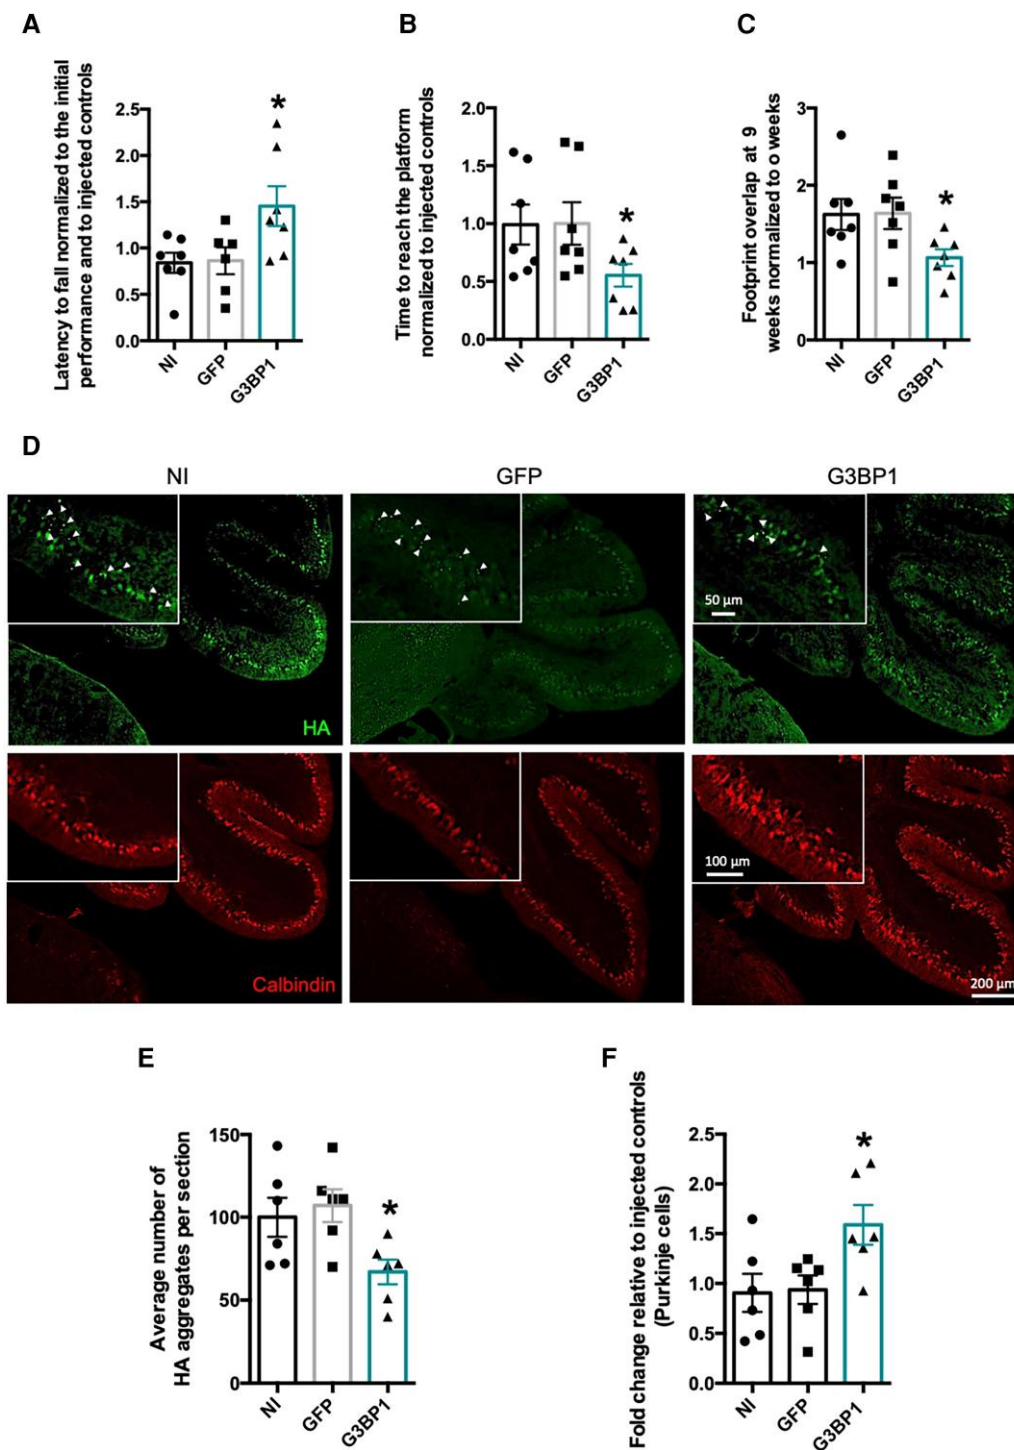 A
Latency to fall normalized to the initial
performance and to injected controls
2.5
2.0
1.5
1.0
0.5
0.0
*
NI
GFP
G3BP1
B
Time to reach the platform
normalized to injected controls
2.0
1.5
1.0
0.5
0.0
*
NI
GFP
G3BP1
C
Footprint overlap at 9
weeks normalized to o weeks
3
2
1
0
*
NI
GFP
G3BP1
D
NI
GFP
G3BP1
50 μm
HA
100 μm
Calbindin
200 μm
E
Average number of
HA aggregates per section
150
100
50
0
*
NI
GFP
G3BP1
F
Fold change relative to injected controls
(Purkinje cells)
2.5
2.0
1.5
1.0
0.5
0.0
*
NI
GFP
G3BP1